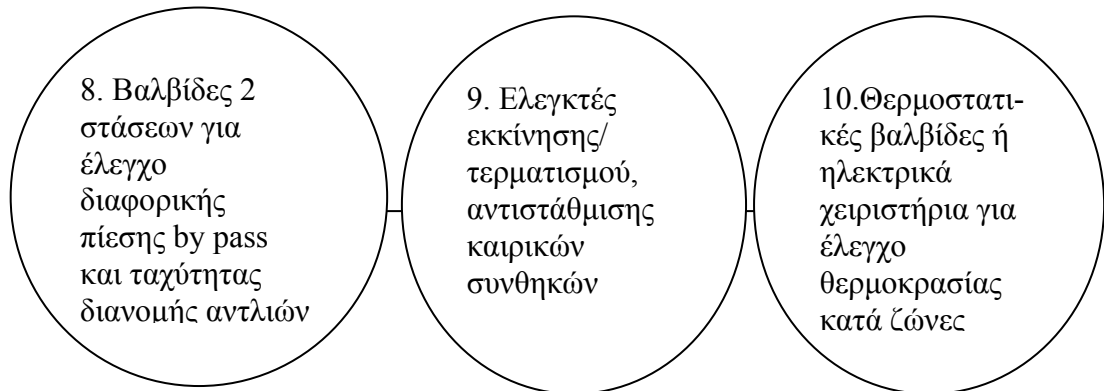 8. Βαλβίδες 2
στάσεων για
έλεγχο
διαφορικής
πίεσης by pass
και ταχύτητας
διανομής αντλιών
9. Ελεγκτές
εκκίνησης/
τερματισμού,
αντιστάθμισης
καιρικών
συνθηκών
10.Θερμοστατι-
κές βαλβίδες ή
ηλεκτρικά
χειριστήρια για
έλεγχο
θερμοκρασίας
κατά ζώνες